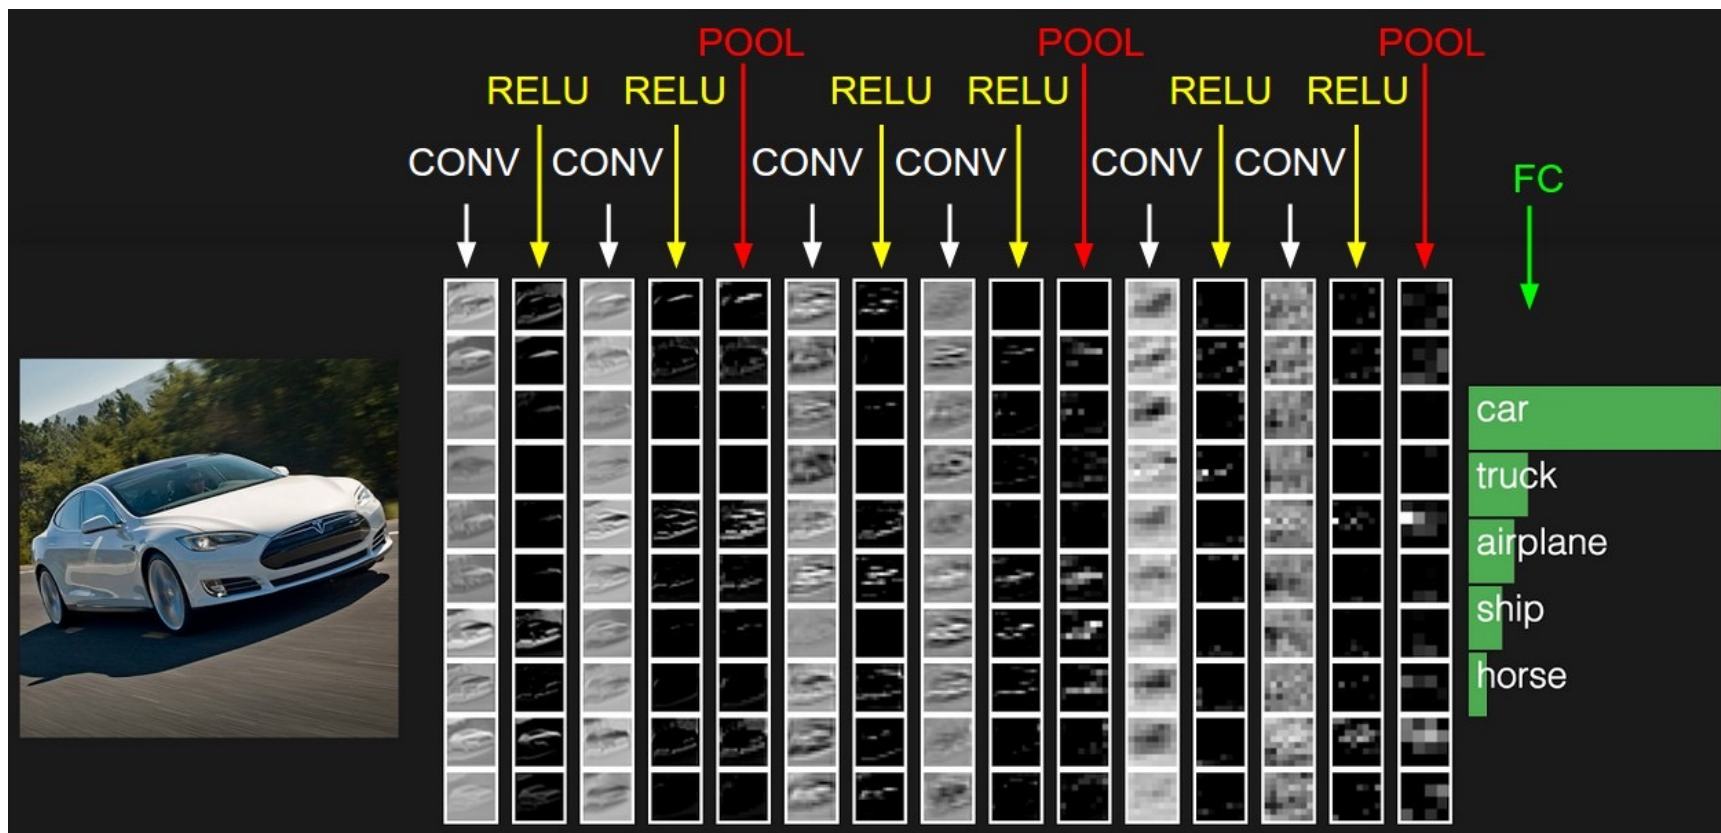 POOL POOL POOL
RELU RELU RELU RELU RELU RELU
CONV CONV CONV CONV CONV CONV
FC
car
truck
airplane
ship
horse